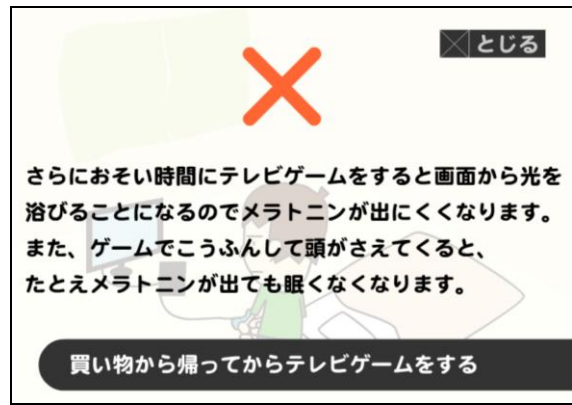 とじる
さらにおそい時間にテレビゲームをすると画面から光を
浴びることになるのでメラトニンが出にくくなります。
また、ゲームでこうふんして頭がさえてくると、
たとえメラトニンが出ても眠くなくなります。
買い物から帰ってからテレビゲームをする